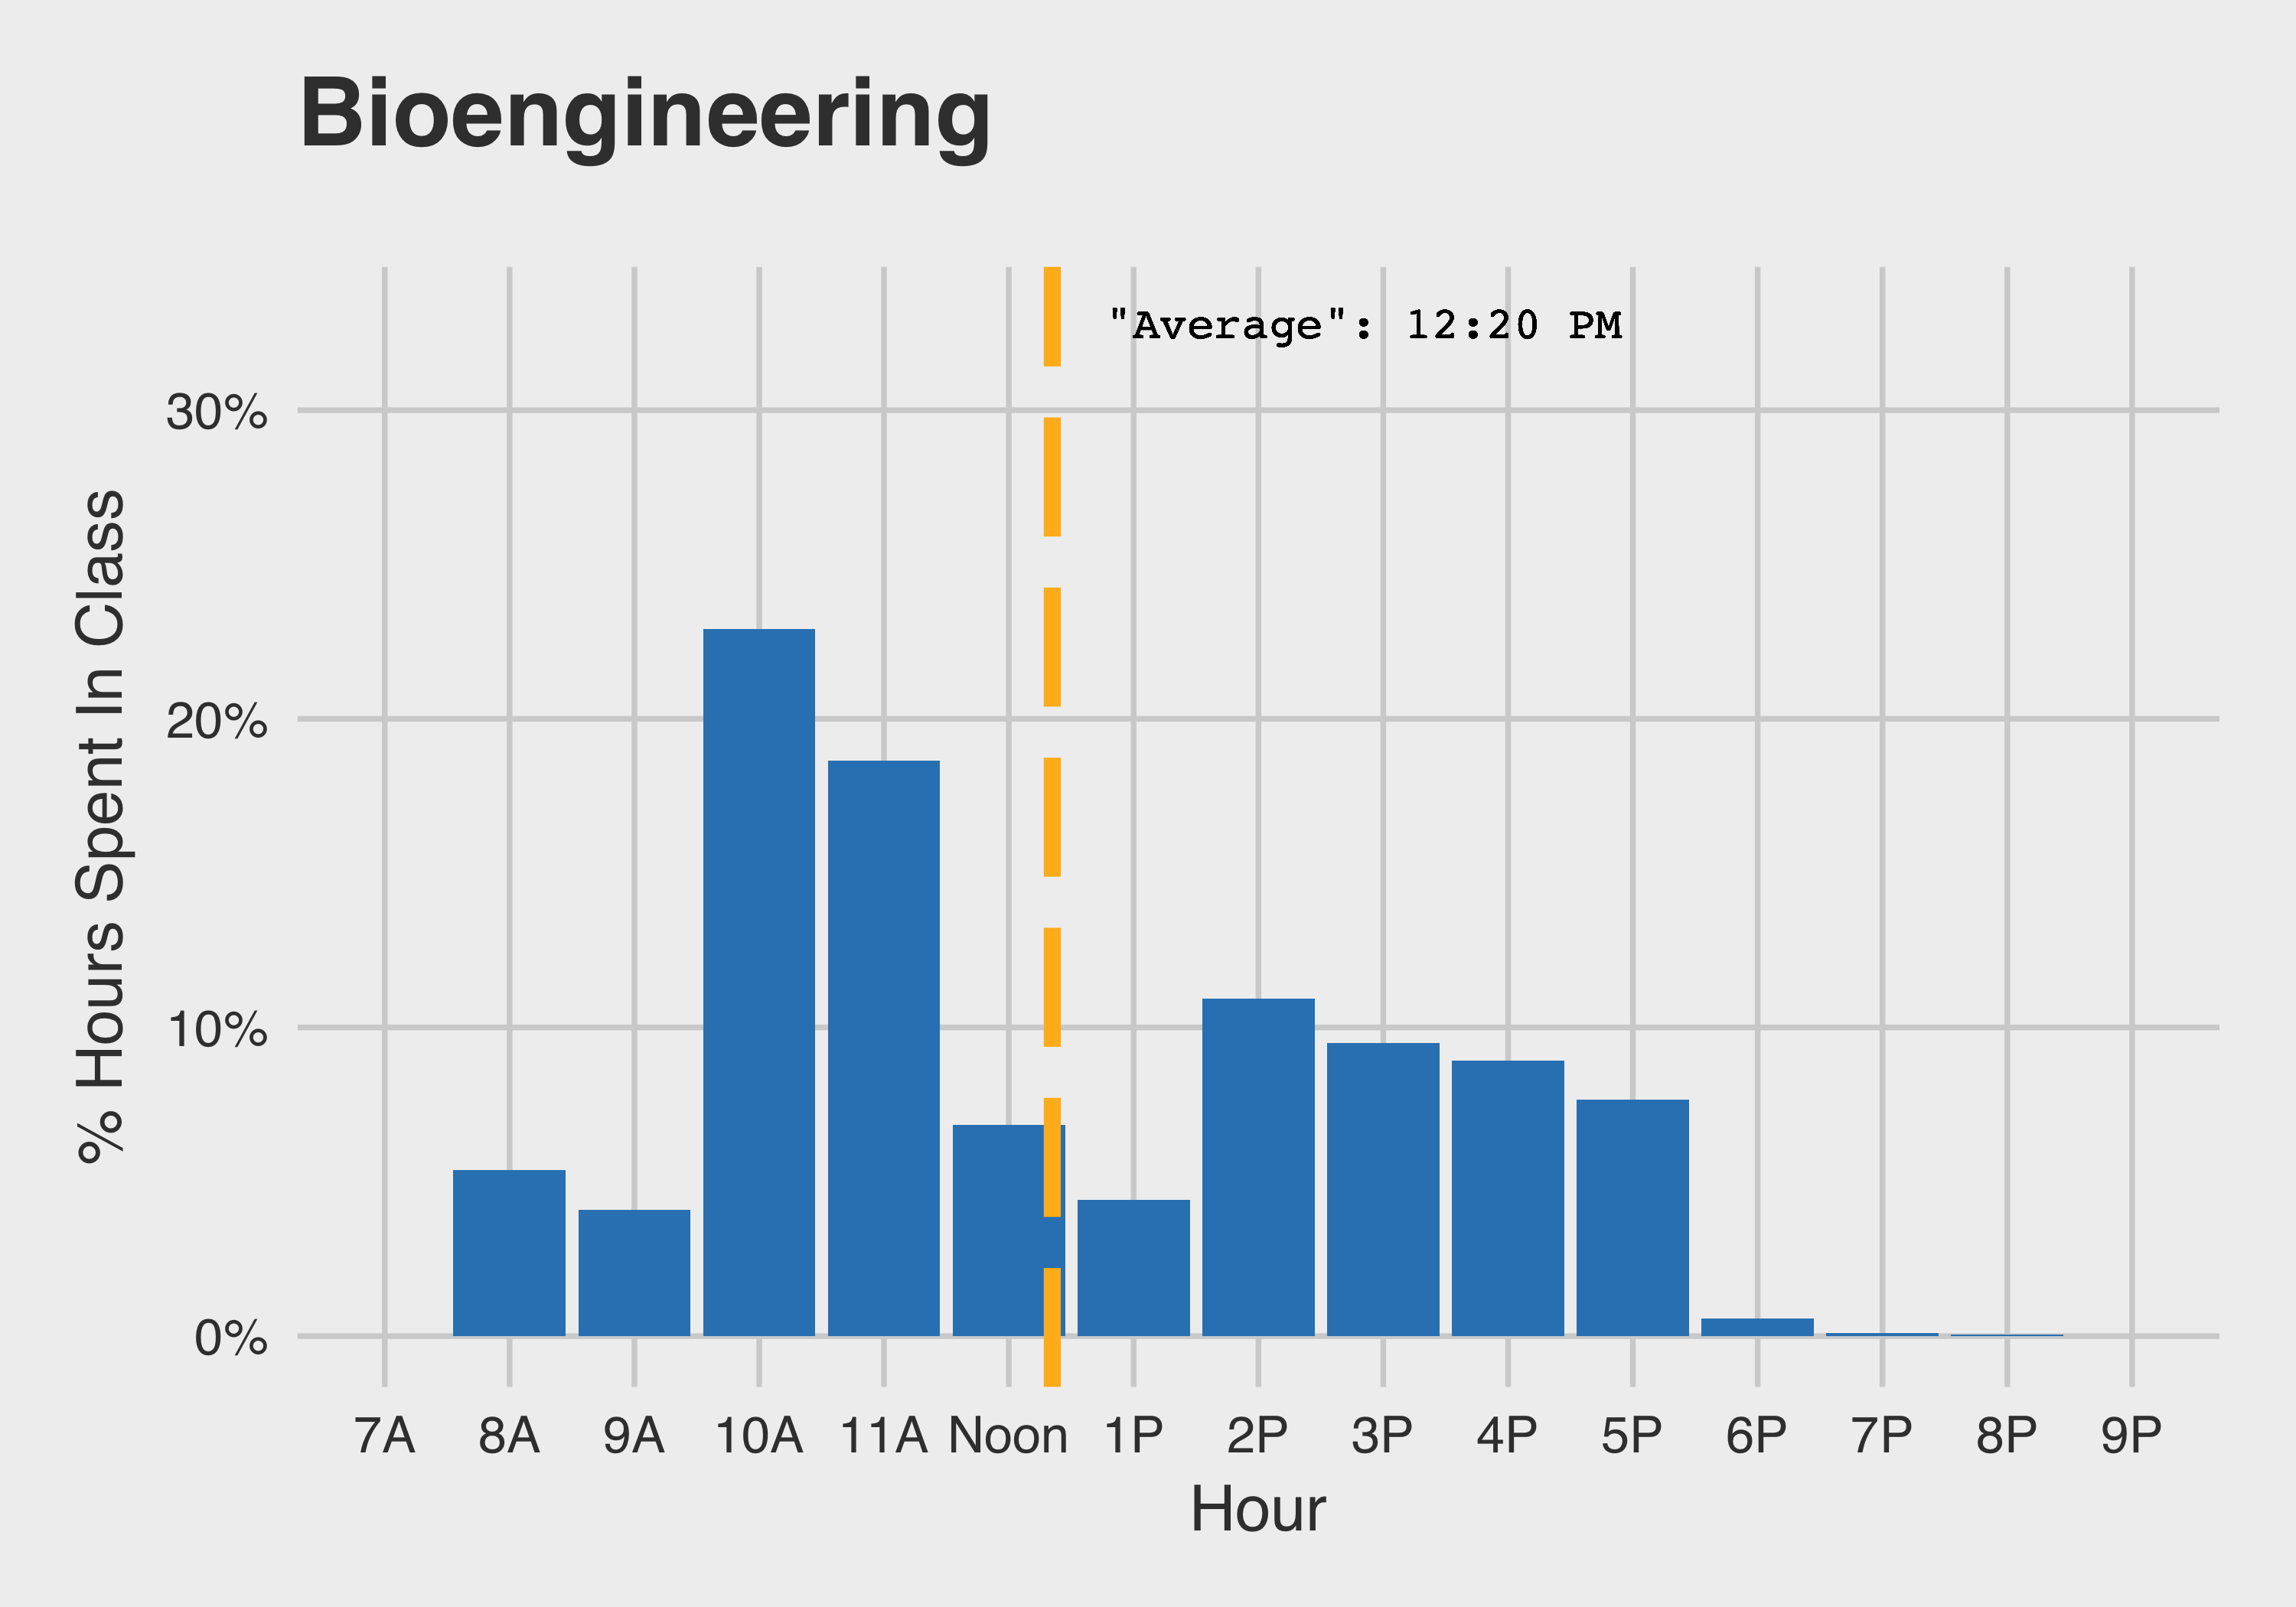 Bioengineering
"Average": 12:20 PM
30%
20%
10%
0%
% Hours Spent In Class
7A 8A 9A 10A 11A Noon 1P 2P 3P 4P 5P 6P 7P 8P 9P
Hour